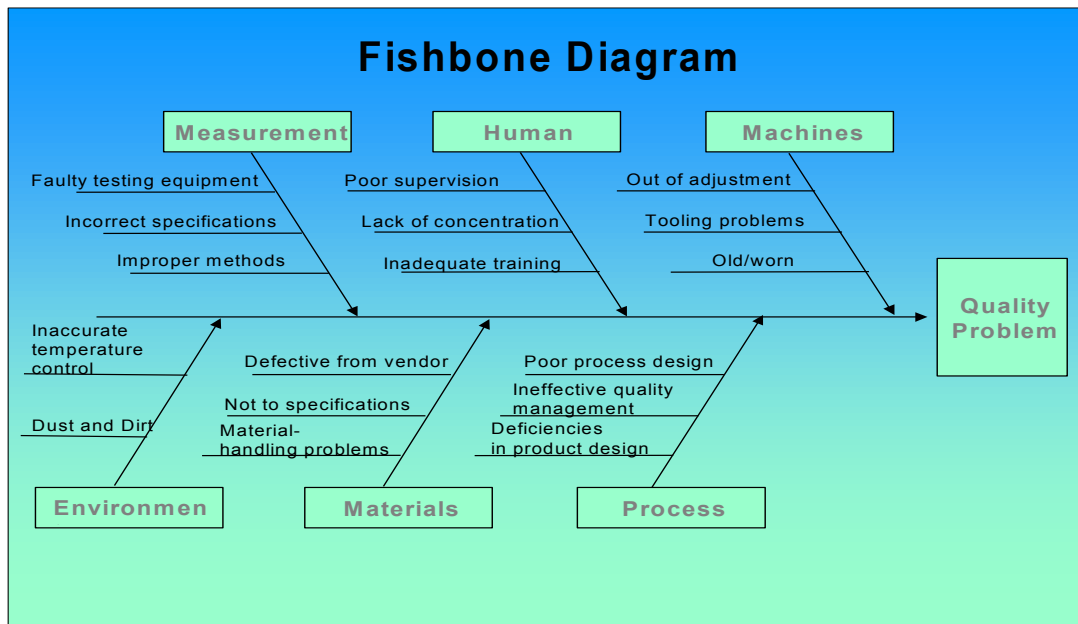 Fishbone Diagram
Measurement
Human
Machines
Faulty testing equipment
Poor supervision
Out of adjustment
Incorrect specifications
Lack of concentration
Tooling problems
Improper methods
Inadequate training
Old/worn
Quality
Problem
Inaccurate
temperature
control
Defective from vendor
Poor process design
Ineffective quality
management
Not to specifications
Dust and Dirt
Material-
handling problems
Deficiencies
in product design
Environmen
Materials
Process